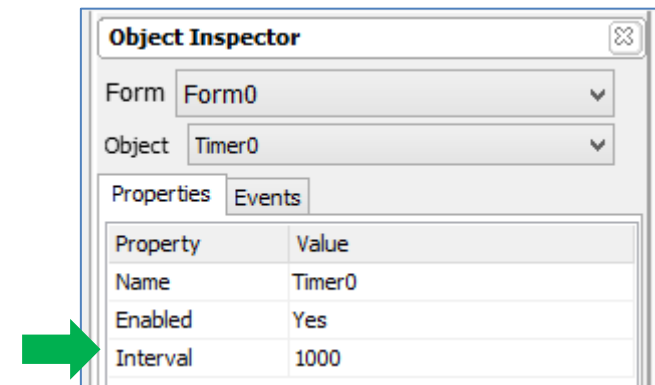 Object Inspector
Form Form0
Object Timer0
Properties Events
Property Value
Name Timer0
Enabled Yes
Interval 1000